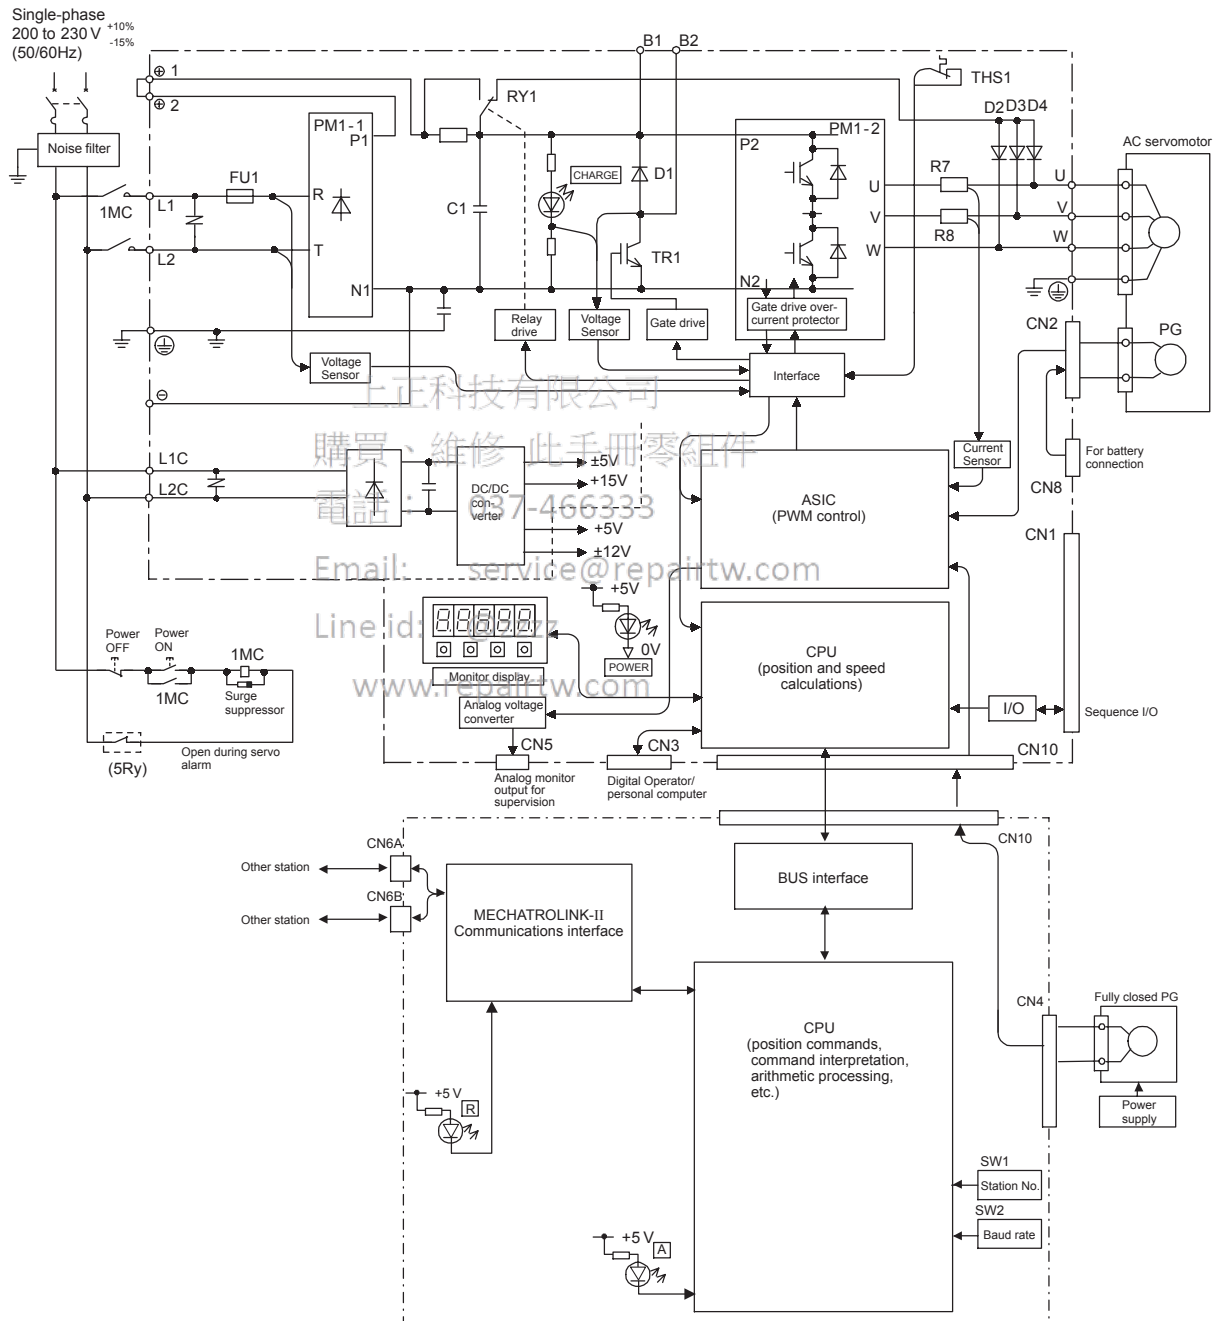 Single-phase
200 to 230 V +10%
-15%
(50/60Hz)
B1 B2
⊕ 1
⊕ 2
THS1
RY1
D2 D3 D4
PM1-1
P1
PM1-2
P2
Noise filter
AC servomotor
FU1
R
CHARGE
D1
R7
U
U
1MC
L1
C1
V
V
R8
W
W
L2
T
TR1
N1
N2
Relay
drive
Voltage
Sensor
Gate drive
Gate drive over-
current protector
CN2
PG
Voltage
Sensor
Interface
上正科技有限公司
⊖
購買、維修 此手冊零組件
Current
Sensor
For battery
connection
CN8
L1C
L2C
DC/DC
con-
verter
±5V
+15V
+5V
±12V
ASIC
(PWM control)
電話： 037-466333
CN1
Email: service@repairtw.com
+5V
0V
POWER
Line id: @zzzz
CPU
(position and speed
calculations)
Power
OFF
Power
ON
1MC
1MC
Surge
suppressor
Monitor display
www.repairtw.com
Analog voltage
converter
I/O
Sequence I/O
(5Ry)
Open during servo
alarm
CN5
CN3
CN10
Analog monitor
output for
supervision
Digital Operator/
personal computer
CN10
CN6A
Other station
CN6B
Other station
MECHATROLINK-II
Communications interface
BUS interface
CN4
Fully closed PG
CPU
(position commands,
command interpretation,
arithmetic processing,
etc.)
Power
supply
+5 V
R
SW1
Station No.
SW2
Baud rate
+5 V
A